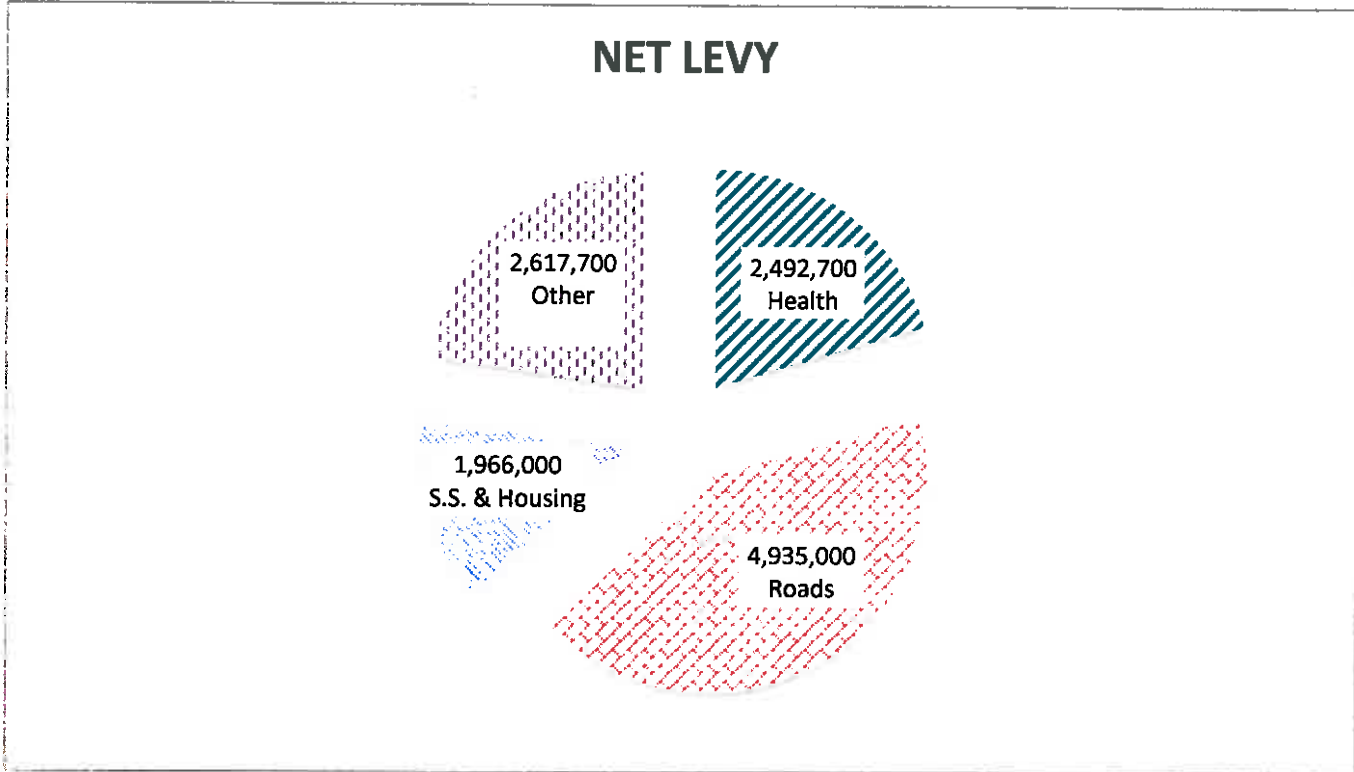 NET LEVY
2,617,700
Other
2,492,700
Health
1,966,000
S.S. & Housing
4,935,000
Roads